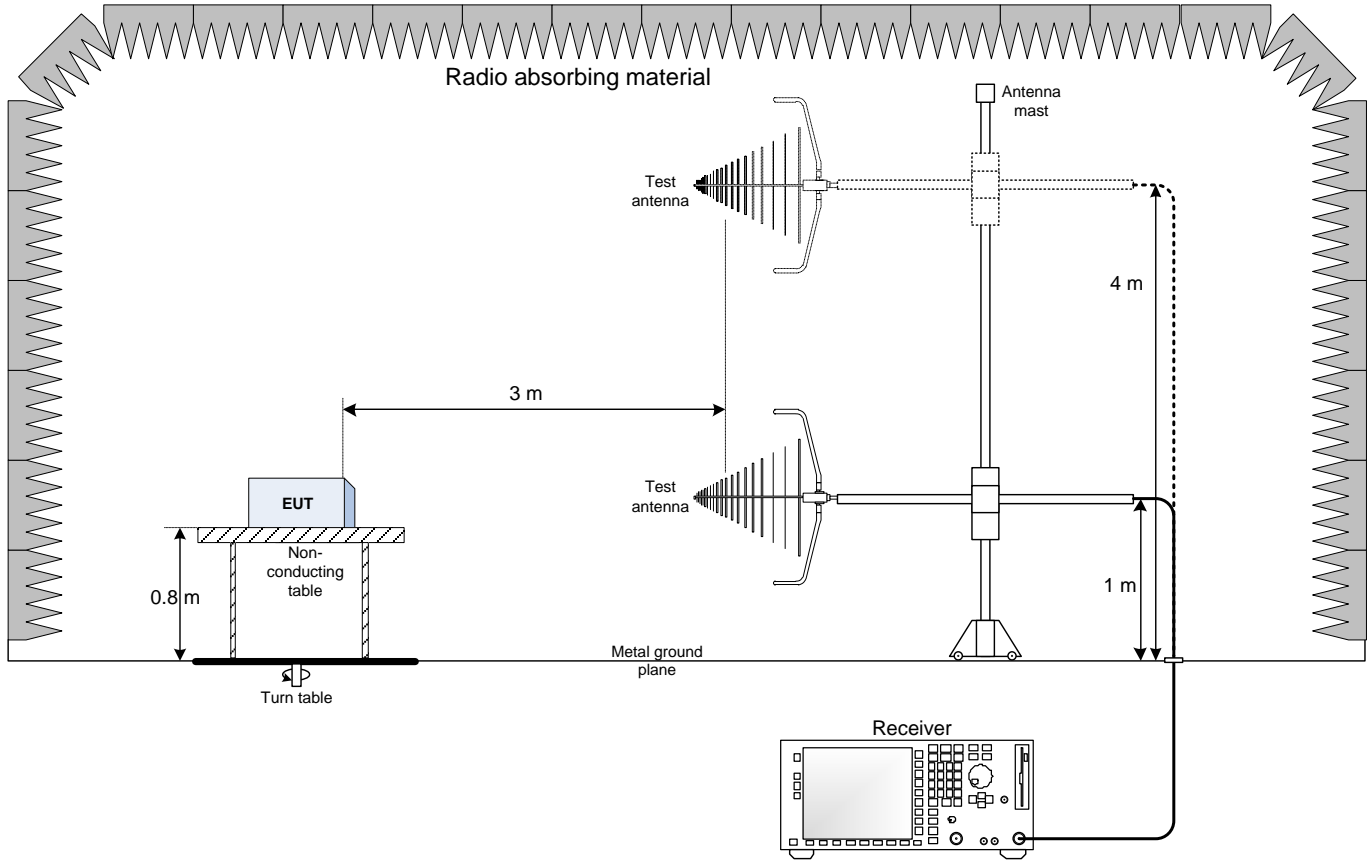 Radio absorbing material
Antenna
mast
Test
antenna
4 m
3 m
Test
antenna
EUT
Non-
conducting
table
0.8 m
1 m
Metal ground
plane
Turn table
Receiver